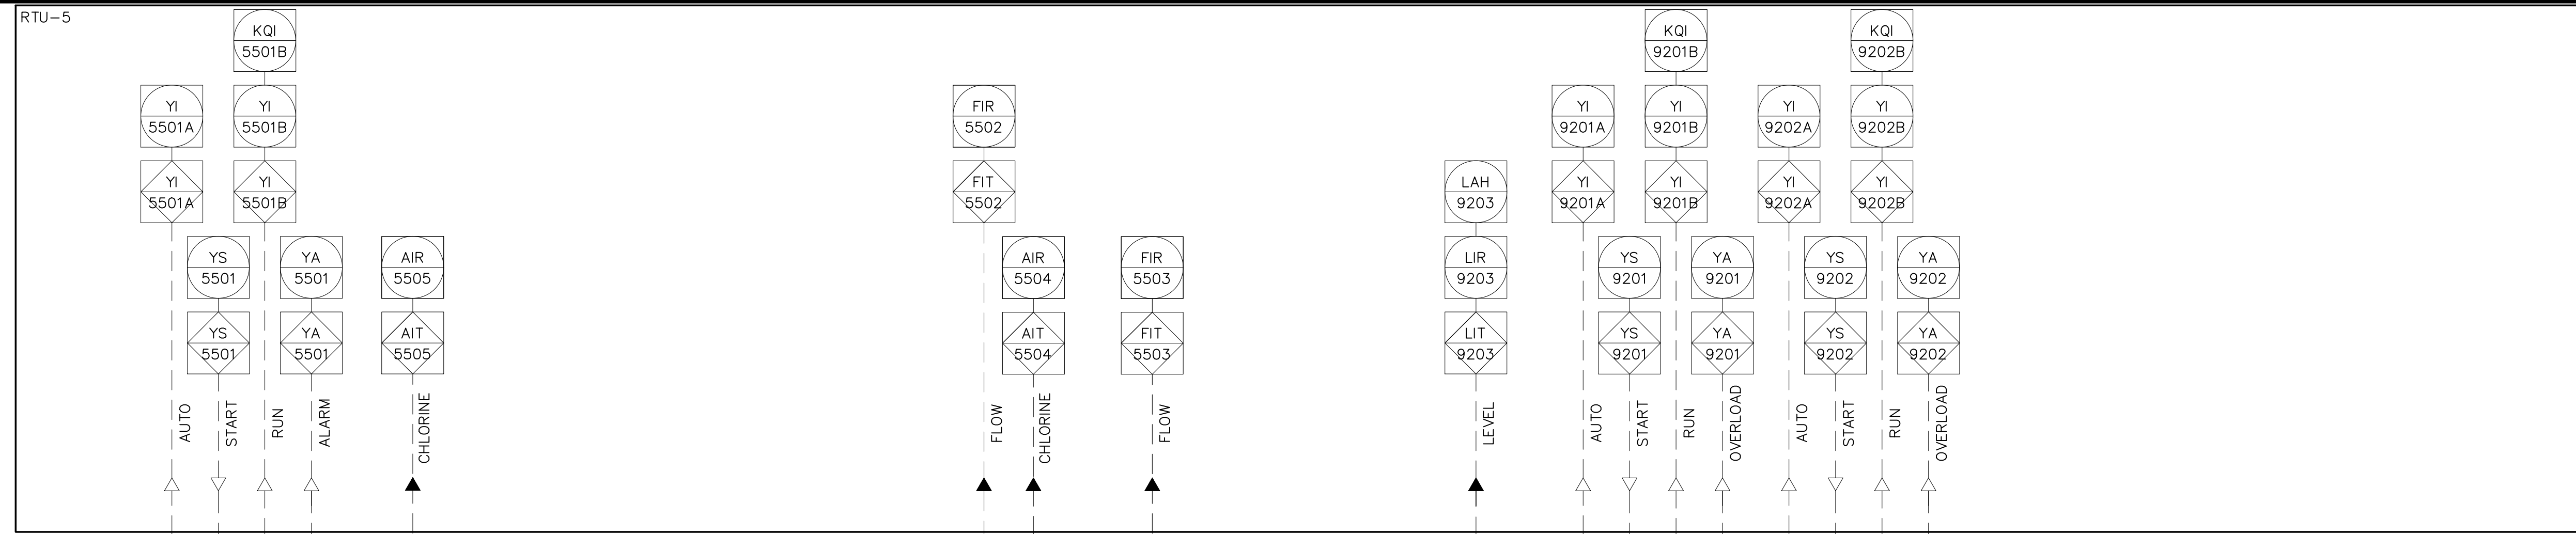 RTU-5
KQI
5501B
KQI
9201B
KQI
9202B
YI
5501A
YI
5501B
FIR
5502
YI
9201A
YI
9201B
YI
9202A
YI
9202B
YI
5501A
YI
5501B
FIT
5502
LAH
9203
YI
9201A
YI
9201B
YI
9202A
YI
9202B
YS
5501
YA
5501
AIR
5505
AIR
5504
FIR
5503
LIR
9203
YS
9201
YA
9201
YS
9202
YA
9202
YS
5501
YA
5501
AIT
5505
AIT
5504
FIT
5503
LIT
9203
YS
9201
YA
9201
YS
9202
YA
9202
AUTO
START
RUN
ALARM
CHLORINE
FLOW
CHLORINE
FLOW
LEVEL
AUTO
START
RUN
OVERLOAD
AUTO
START
RUN
OVERLOAD